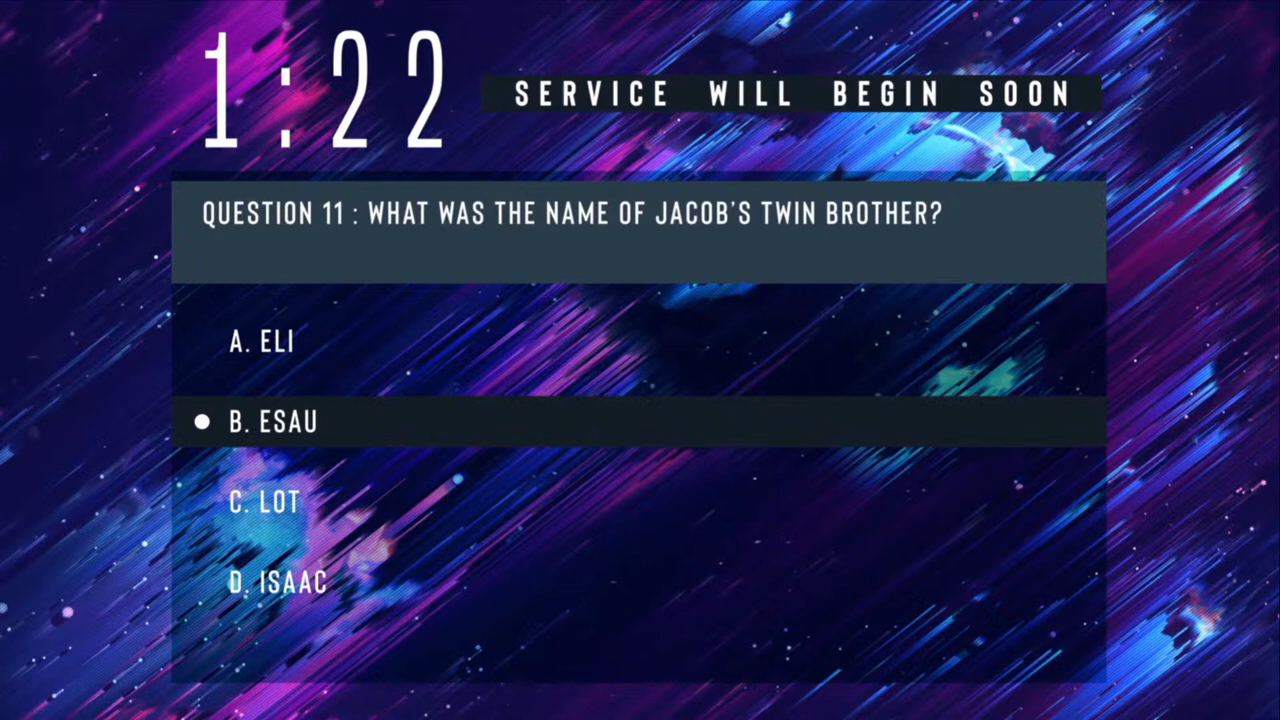 1:22
SERVICE WILL BEGIN SOON
QUESTION 11 : WHAT WAS THE NAME OF JACOB'S TWIN BROTHER?
A. ELI
B. ESAU
C. LOT
D. ISAAC